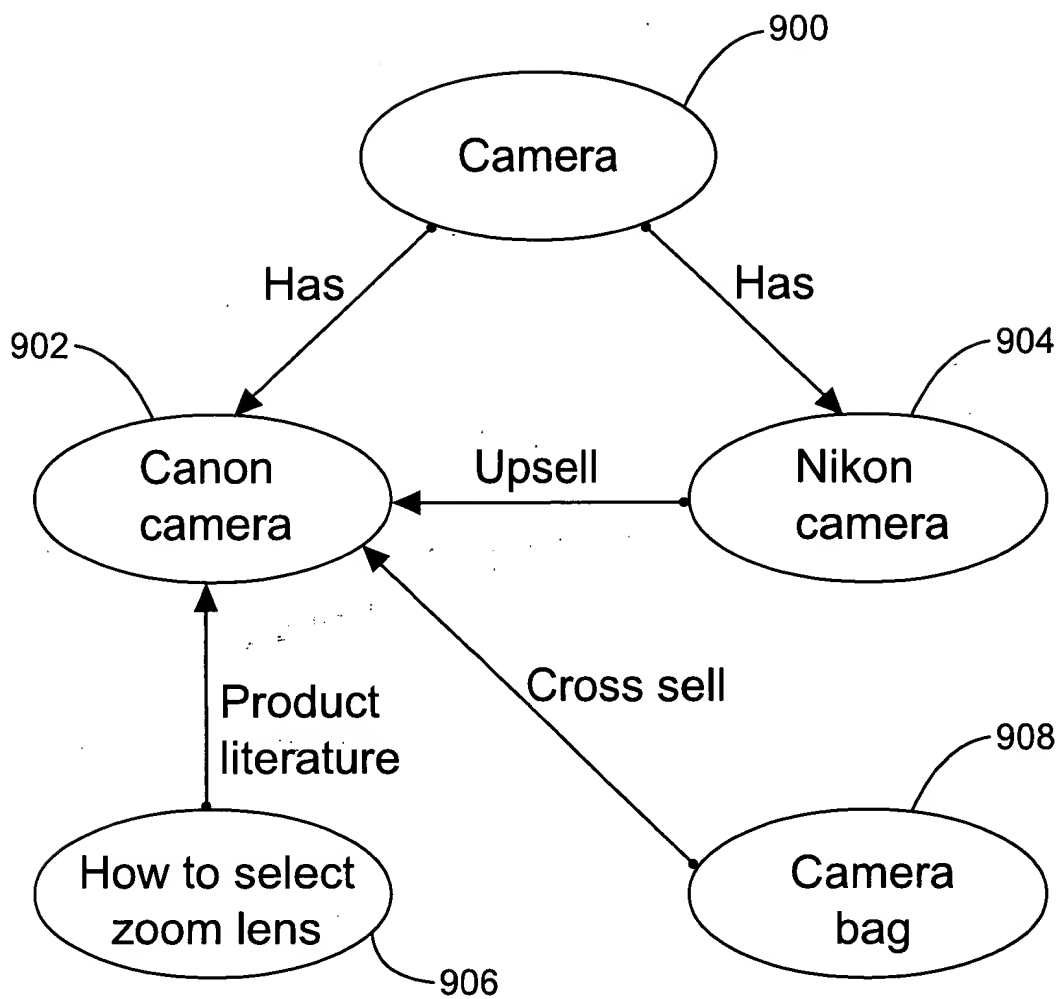 900
Camera
Has
Has
902
904
Canon
camera
Upsell
Nikon
camera
Product
literature
Cross sell
908
How to select
zoom lens
Camera
bag
906